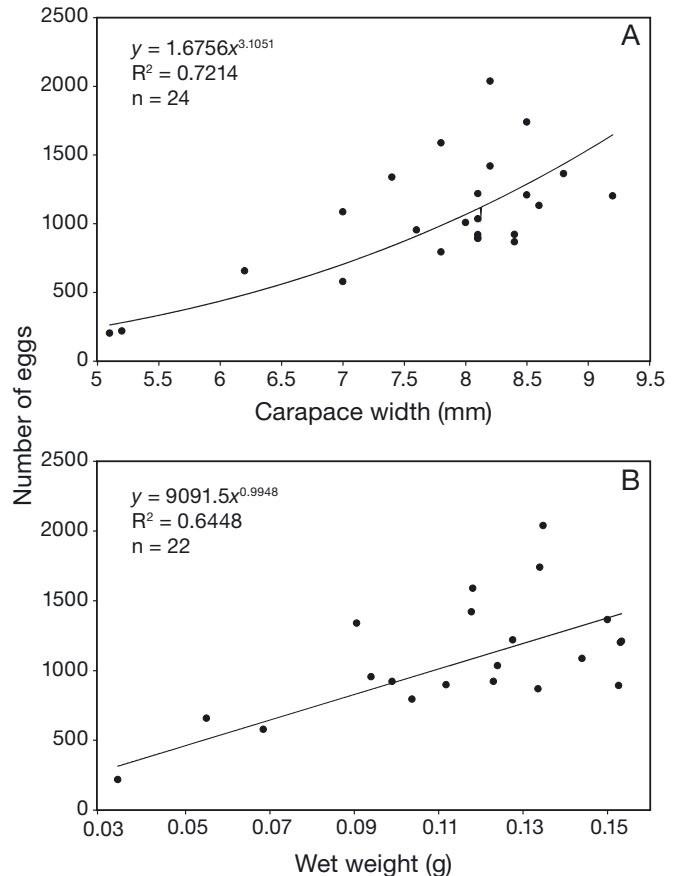 Number of eggs
A
y = 1.6756x^3.1051
R² = 0.7214
n = 24
2500
2000
1500
1000
500
0
5 5.5 6 6.5 7 7.5 8 8.5 9 9.5
Carapace width (mm)
B
y = 9091.5x^0.9948
R² = 0.6448
n = 22
2500
2000
1500
1000
500
0
0.03 0.05 0.07 0.09 0.11 0.13 0.15
Wet weight (g)